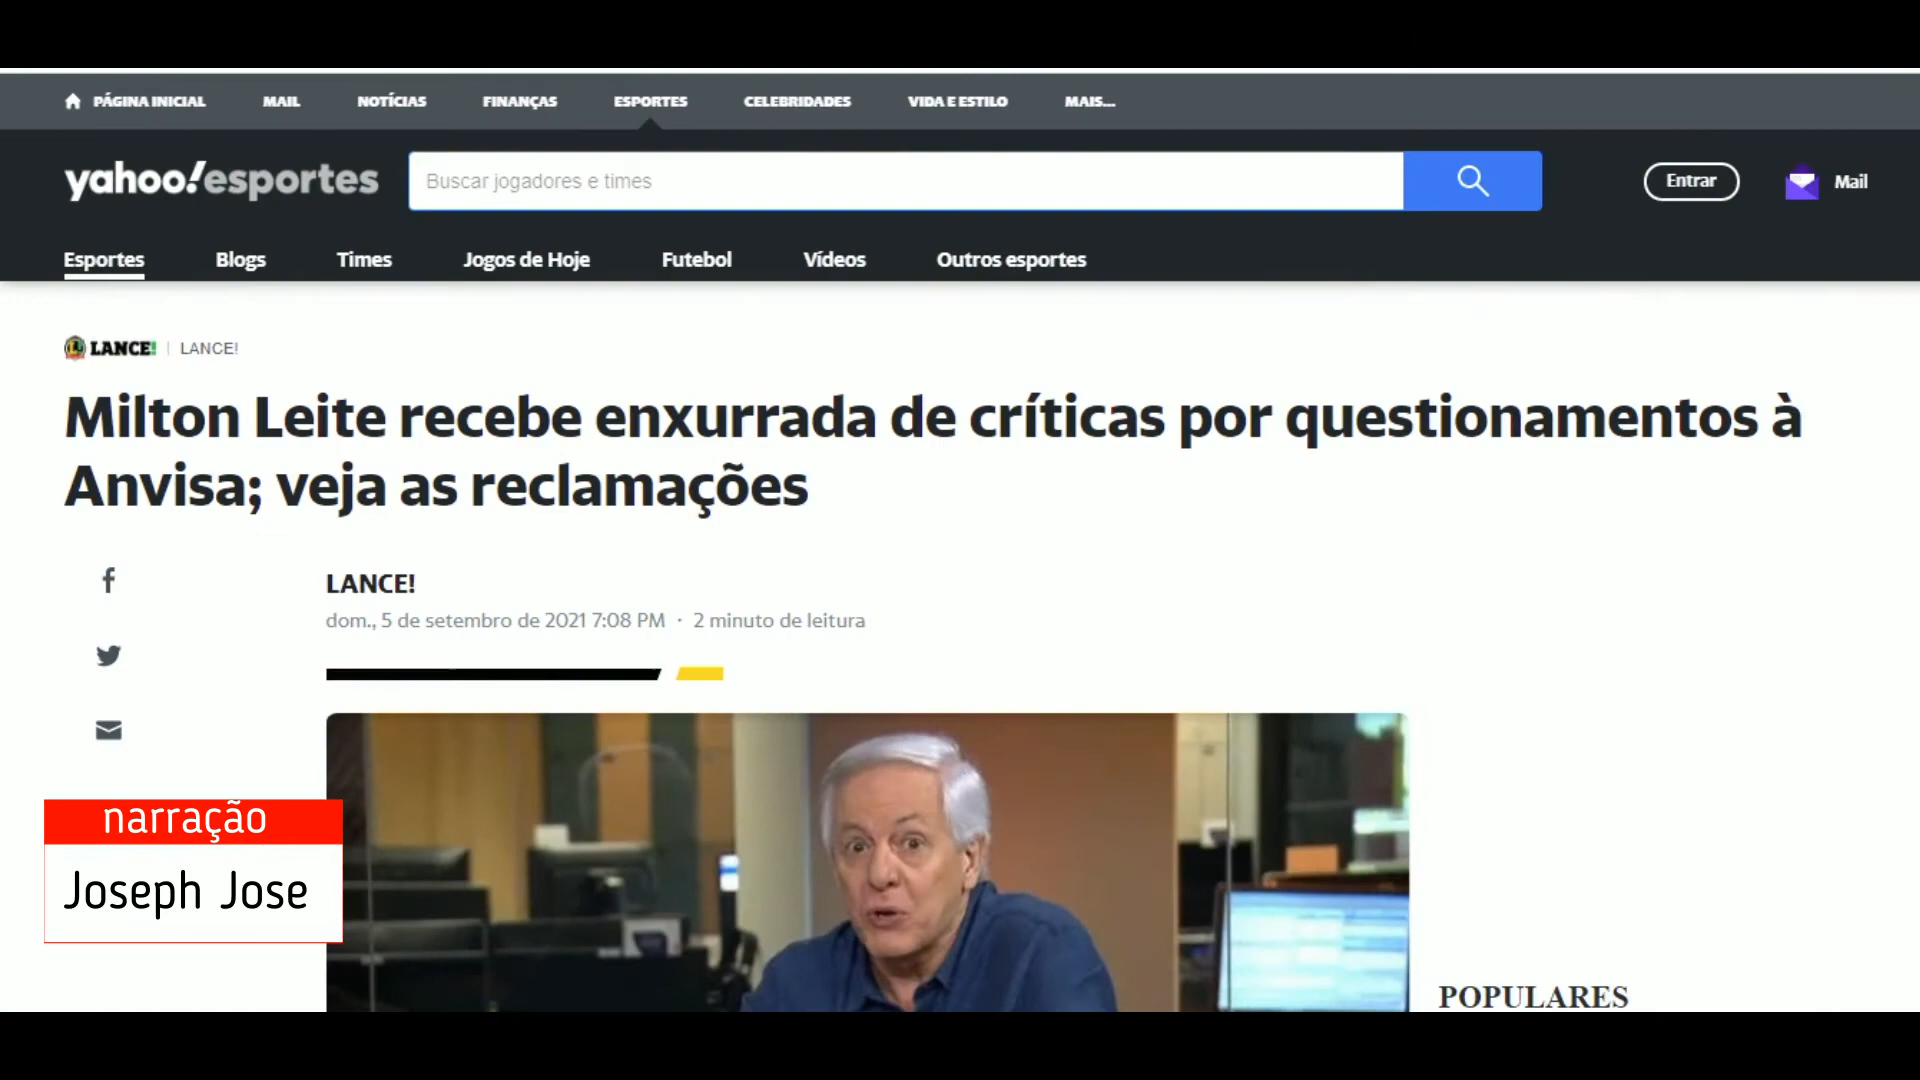 PÁGINA INICIAL MAIL NOTÍCIAS FINANÇAS ESPORTES CELEBRIDADES VIDA E ESTILO MAIS...
yahoo!esportes Buscar jogadores e times Entrar Mail
Esportes Blogs Times Jogos de Hoje Futebol Vídeos Outros esportes
LANCE! | LANCE!
Milton Leite recebe enxurrada de críticas por questionamentos à
Anvisa; veja as reclamações
LANCE!
dom., 5 de setembro de 2021 7:08 PM · 2 minuto de leitura
narração
Joseph Jose
POPULARES